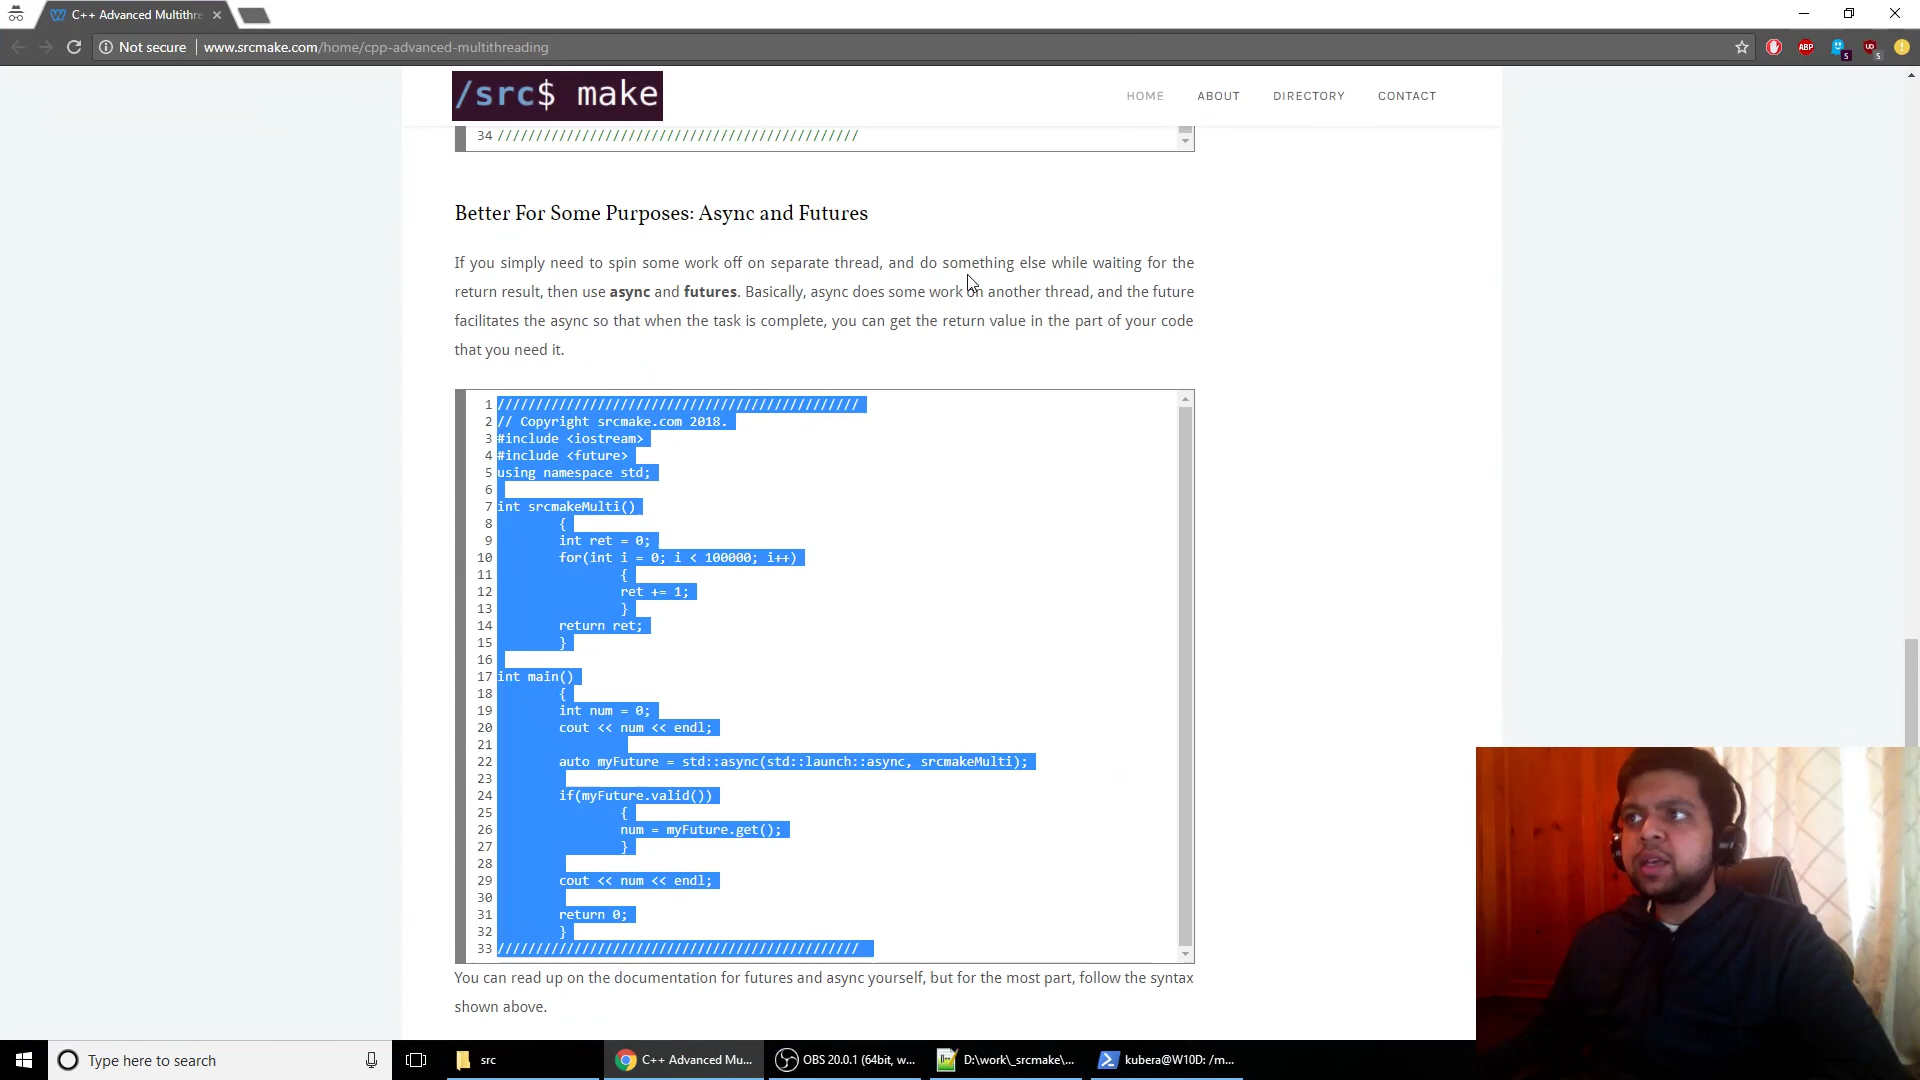 C++ Advanced Multithre
Not secure | www.srcmake.com/home/cpp-advanced-multithreading
ABP
5
UD
5
/src$ make
HOME ABOUT DIRECTORY CONTACT
34 ///////////////////////////////////////////////
Better For Some Purposes: Async and Futures
If you simply need to spin some work off on separate thread, and do something else while waiting for the
return result, then use async and futures. Basically, async does some work on another thread, and the future
facilitates the async so that when the task is complete, you can get the return value in the part of your code
that you need it.
1 ///////////////////////////////////////////////
2 // Copyright srcmake.com 2018.
3 #include <iostream>
4 #include <future>
5 using namespace std;
6
7 int srcmakeMulti()
8 {
9 int ret = 0;
10 for(int i = 0; i < 100000; i++)
11 {
12 ret += 1;
13 }
14 return ret;
15 }
16
17 int main()
18 {
19 int num = 0;
20 cout << num << endl;
21
22 auto myFuture = std::async(std::launch::async, srcmakeMulti);
23
24 if(myFuture.valid())
25 {
26 num = myFuture.get();
27 }
28
29 cout << num << endl;
30
31 return 0;
32 }
33 ///////////////////////////////////////////////
You can read up on the documentation for futures and async yourself, but for the most part, follow the syntax
shown above.
Type here to search
src
C++ Advanced Mu...
OBS 20.0.1 (64bit, w...
D:\work\_srcmake\...
kubera@W10D: /m...